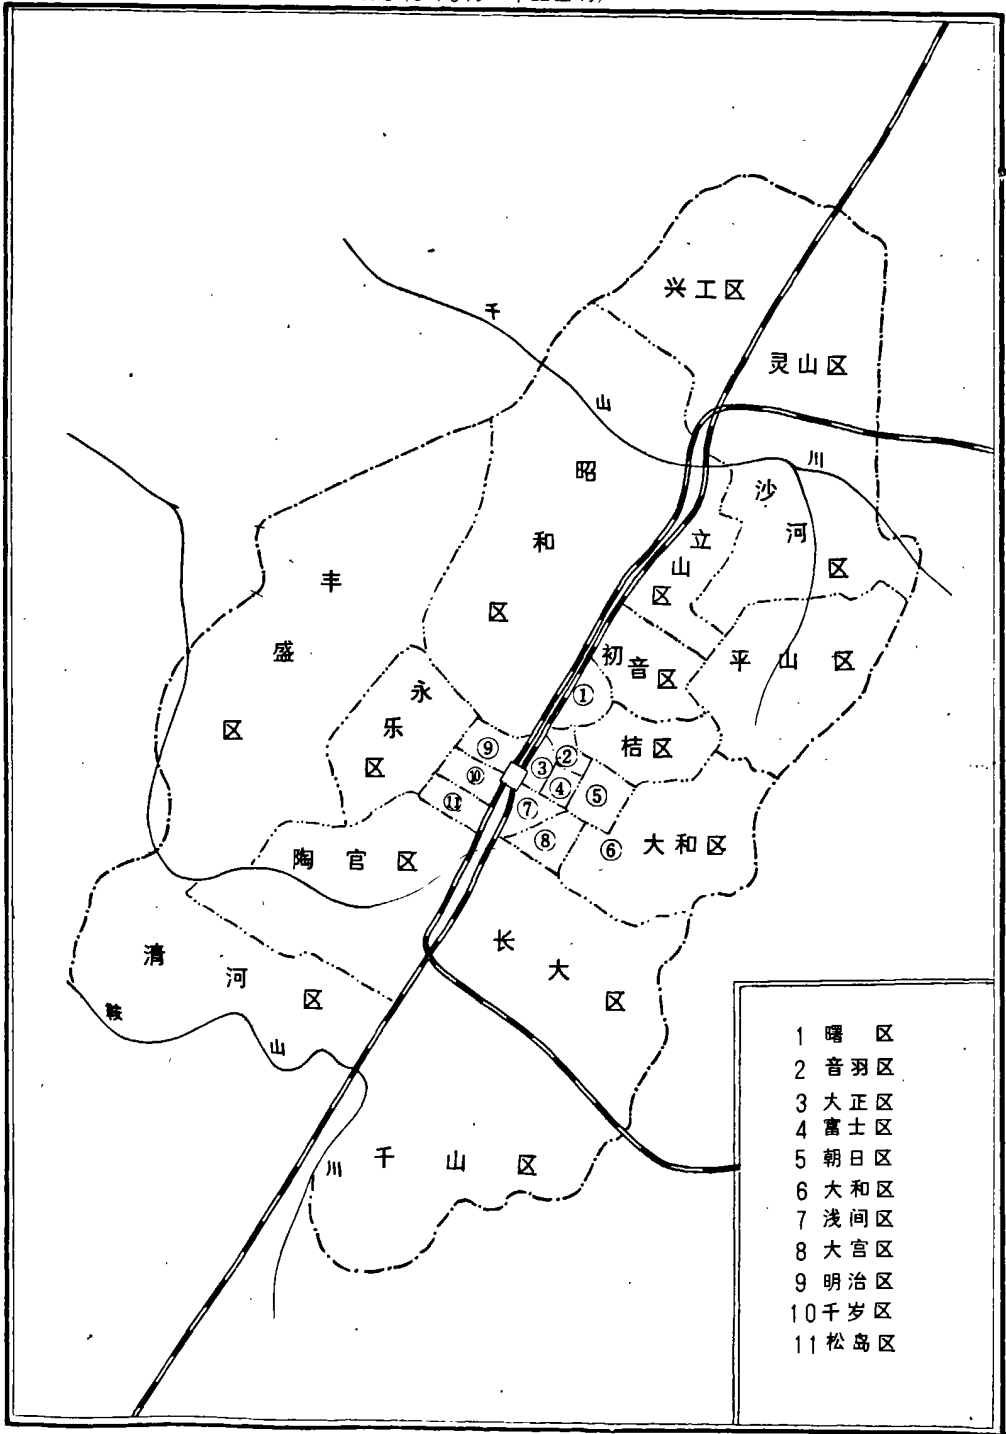 兴工区
千
灵山区
山
昭
川
沙
和
河
立
丰
山
区
区
区
盛
初
音
区
平山区
永
①
区
乐
⑨
②
桔区
区
⑩
③
④
⑤
⑪
⑦
⑧
⑥
大和区
陶官区
长
清
大
河
区
区
鞍
山
川
千山区
1 曙区
2 音羽区
3 大正区
4 富士区
5 朝日区
6 大和区
7 浅间区
8 大宫区
9 明治区
10 千岁区
11 松岛区